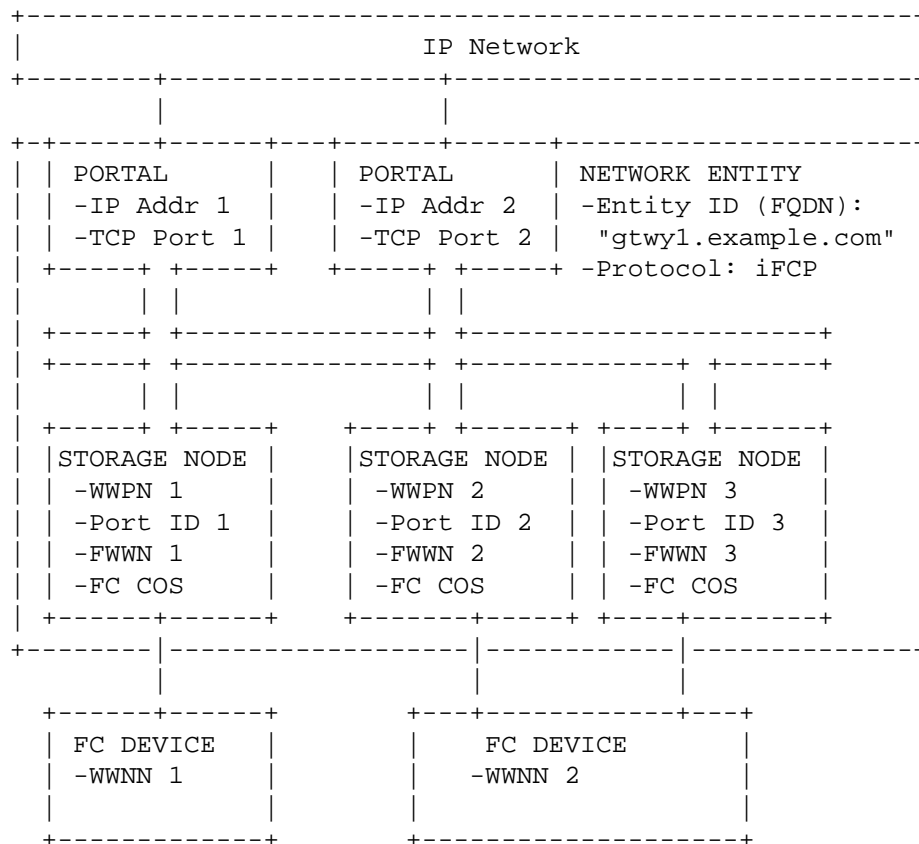 IP Network
PORTAL PORTAL NETWORK ENTITY
-IP Addr 1 -IP Addr 2 -Entity ID (FQDN):
-TCP Port 1 -TCP Port 2 "gtwy1.example.com"
-Protocol: iFCP
STORAGE NODE STORAGE NODE STORAGE NODE
-WWPN 1 -WWPN 2 -WWPN 3
-Port ID 1 -Port ID 2 -Port ID 3
-FWWN 1 -FWWN 2 -FWWN 3
-FC COS -FC COS -FC COS
FC DEVICE FC DEVICE
-WWNN 1 -WWNN 2